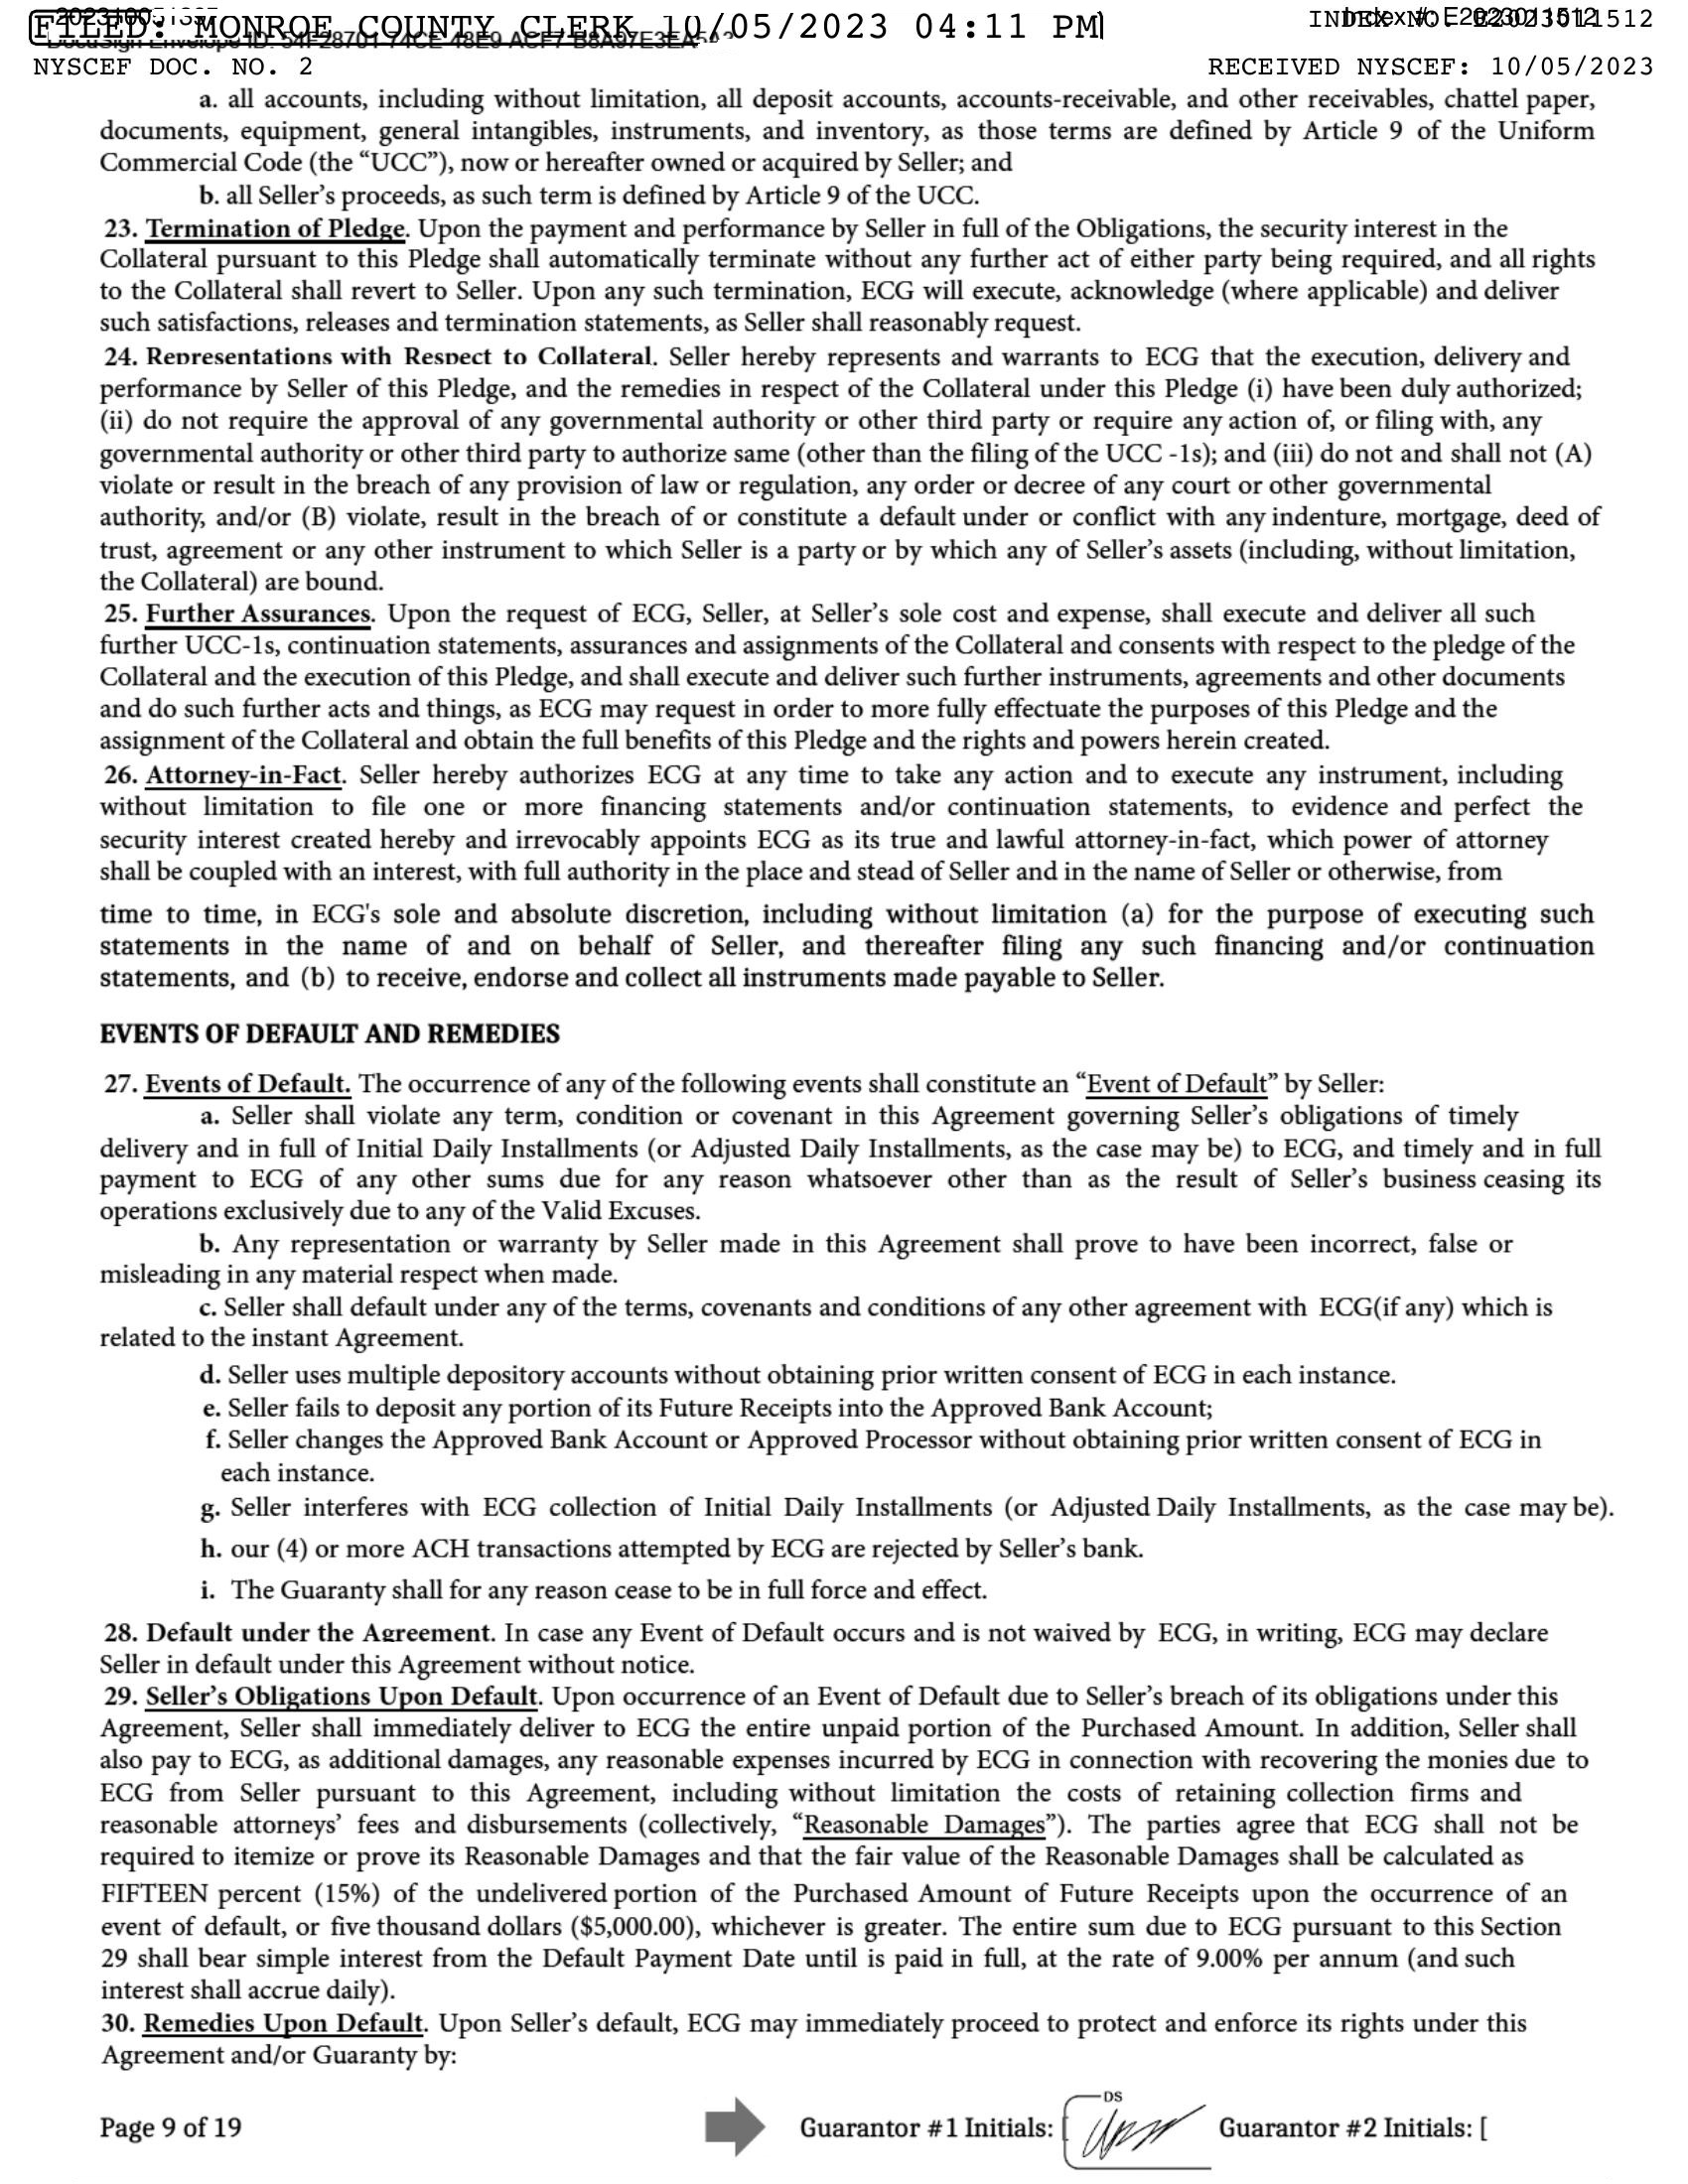 FILED: MONROE COUNTY CLERK 10/05/2023 04:11 PM
INDEX NO. E2023011512
NYSCEF DOC. NO. 2
RECEIVED NYSCEF: 10/05/2023
a. all accounts, including without limitation, all deposit accounts, accounts-receivable, and other receivables, chattel paper,
documents, equipment, general intangibles, instruments, and inventory, as those terms are defined by Article 9 of the Uniform
Commercial Code (the “UCC”), now or hereafter owned or acquired by Seller; and
b. all Seller’s proceeds, as such term is defined by Article 9 of the UCC.
23. Termination of Pledge. Upon the payment and performance by Seller in full of the Obligations, the security interest in the
Collateral pursuant to this Pledge shall automatically terminate without any further act of either party being required, and all rights
to the Collateral shall revert to Seller. Upon any such termination, ECG will execute, acknowledge (where applicable) and deliver
such satisfactions, releases and termination statements, as Seller shall reasonably request.
24. Representations with Respect to Collateral. Seller hereby represents and warrants to ECG that the execution, delivery and
performance by Seller of this Pledge, and the remedies in respect of the Collateral under this Pledge (i) have been duly authorized;
(ii) do not require the approval of any governmental authority or other third party or require any action of, or filing with, any
governmental authority or other third party to authorize same (other than the filing of the UCC -1s); and (iii) do not and shall not (A)
violate or result in the breach of any provision of law or regulation, any order or decree of any court or other governmental
authority, and/or (B) violate, result in the breach of or constitute a default under or conflict with any indenture, mortgage, deed of
trust, agreement or any other instrument to which Seller is a party or by which any of Seller’s assets (including, without limitation,
the Collateral) are bound.
25. Further Assurances. Upon the request of ECG, Seller, at Seller’s sole cost and expense, shall execute and deliver all such
further UCC-1s, continuation statements, assurances and assignments of the Collateral and consents with respect to the pledge of the
Collateral and the execution of this Pledge, and shall execute and deliver such further instruments, agreements and other documents
and do such further acts and things, as ECG may request in order to more fully effectuate the purposes of this Pledge and the
assignment of the Collateral and obtain the full benefits of this Pledge and the rights and powers herein created.
26. Attorney-in-Fact. Seller hereby authorizes ECG at any time to take any action and to execute any instrument, including
without limitation to file one or more financing statements and/or continuation statements, to evidence and perfect the
security interest created hereby and irrevocably appoints ECG as its true and lawful attorney-in-fact, which power of attorney
shall be coupled with an interest, with full authority in the place and stead of Seller and in the name of Seller or otherwise, from
time to time, in ECG's sole and absolute discretion, including without limitation (a) for the purpose of executing such
statements in the name of and on behalf of Seller, and thereafter filing any such financing and/or continuation
statements, and (b) to receive, endorse and collect all instruments made payable to Seller.
EVENTS OF DEFAULT AND REMEDIES
27. Events of Default. The occurrence of any of the following events shall constitute an “Event of Default” by Seller:
a. Seller shall violate any term, condition or covenant in this Agreement governing Seller’s obligations of timely
delivery and in full of Initial Daily Installments (or Adjusted Daily Installments, as the case may be) to ECG, and timely and in full
payment to ECG of any other sums due for any reason whatsoever other than as the result of Seller’s business ceasing its
operations exclusively due to any of the Valid Excuses.
b. Any representation or warranty by Seller made in this Agreement shall prove to have been incorrect, false or
misleading in any material respect when made.
c. Seller shall default under any of the terms, covenants and conditions of any other agreement with ECG(if any) which is
related to the instant Agreement.
d. Seller uses multiple depository accounts without obtaining prior written consent of ECG in each instance.
e. Seller fails to deposit any portion of its Future Receipts into the Approved Bank Account;
f. Seller changes the Approved Bank Account or Approved Processor without obtaining prior written consent of ECG in
each instance.
g. Seller interferes with ECG collection of Initial Daily Installments (or Adjusted Daily Installments, as the case may be).
h. our (4) or more ACH transactions attempted by ECG are rejected by Seller’s bank.
i. The Guaranty shall for any reason cease to be in full force and effect.
28. Default under the Agreement. In case any Event of Default occurs and is not waived by ECG, in writing, ECG may declare
Seller in default under this Agreement without notice.
29. Seller’s Obligations Upon Default. Upon occurrence of an Event of Default due to Seller’s breach of its obligations under this
Agreement, Seller shall immediately deliver to ECG the entire unpaid portion of the Purchased Amount. In addition, Seller shall
also pay to ECG, as additional damages, any reasonable expenses incurred by ECG in connection with recovering the monies due to
ECG from Seller pursuant to this Agreement, including without limitation the costs of retaining collection firms and
reasonable attorneys’ fees and disbursements (collectively, “Reasonable Damages”). The parties agree that ECG shall not be
required to itemize or prove its Reasonable Damages and that the fair value of the Reasonable Damages shall be calculated as
FIFTEEN percent (15%) of the undelivered portion of the Purchased Amount of Future Receipts upon the occurrence of an
event of default, or five thousand dollars ($5,000.00), whichever is greater. The entire sum due to ECG pursuant to this Section
29 shall bear simple interest from the Default Payment Date until is paid in full, at the rate of 9.00% per annum (and such
interest shall accrue daily).
30. Remedies Upon Default. Upon Seller’s default, ECG may immediately proceed to protect and enforce its rights under this
Agreement and/or Guaranty by:
Page 9 of 19
Guarantor #1 Initials: [
DS
Guarantor #2 Initials: [